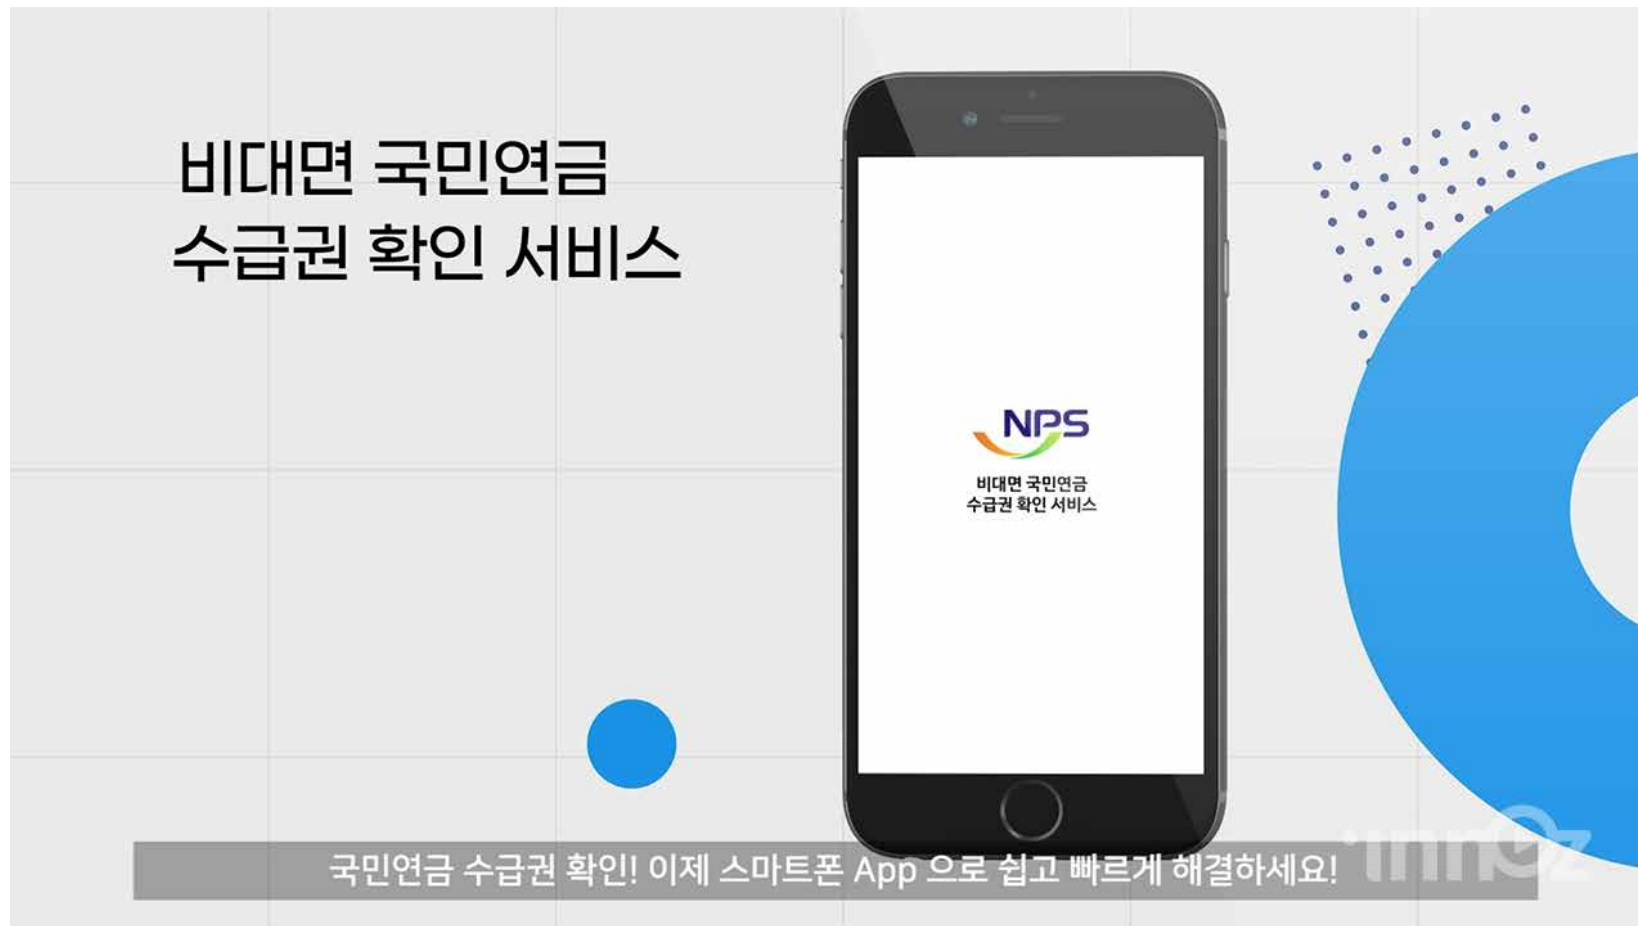 비대면 국민연금
수급권 확인 서비스
NPS
비대면 국민연금
수급권 확인 서비스
국민연금 수급권 확인! 이제 스마트폰 App 으로 쉽고 빠르게 해결하세요!
innOz